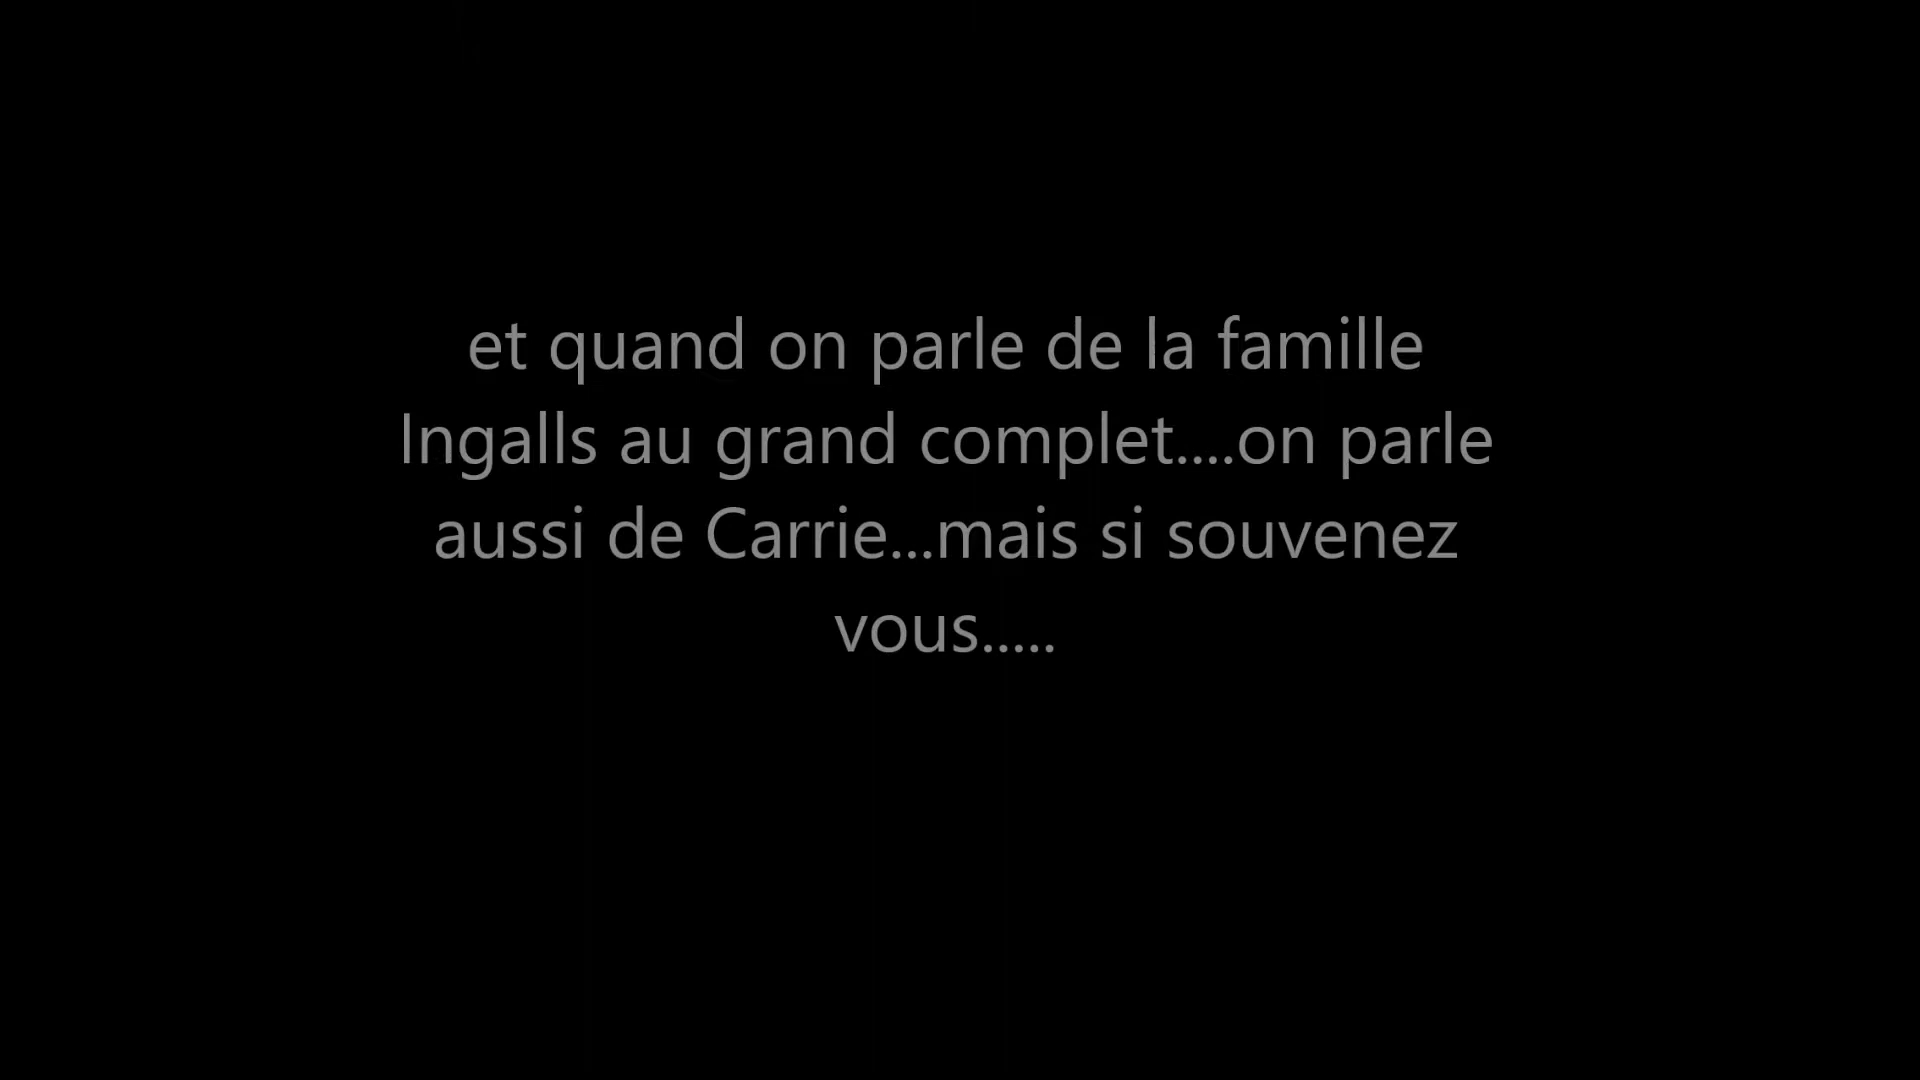 et quand on parle de la famille
Ingalls au grand complet....on parle
aussi de Carrie...mais si souvenez
vous.....